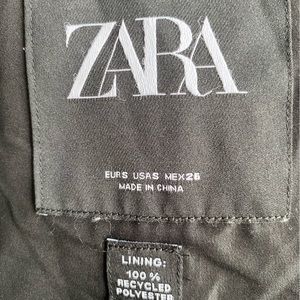 ZARA
EUR S USA S MEX 26
MADE IN CHINA
LINING:
100 %
RECYCLED
POLYESTER